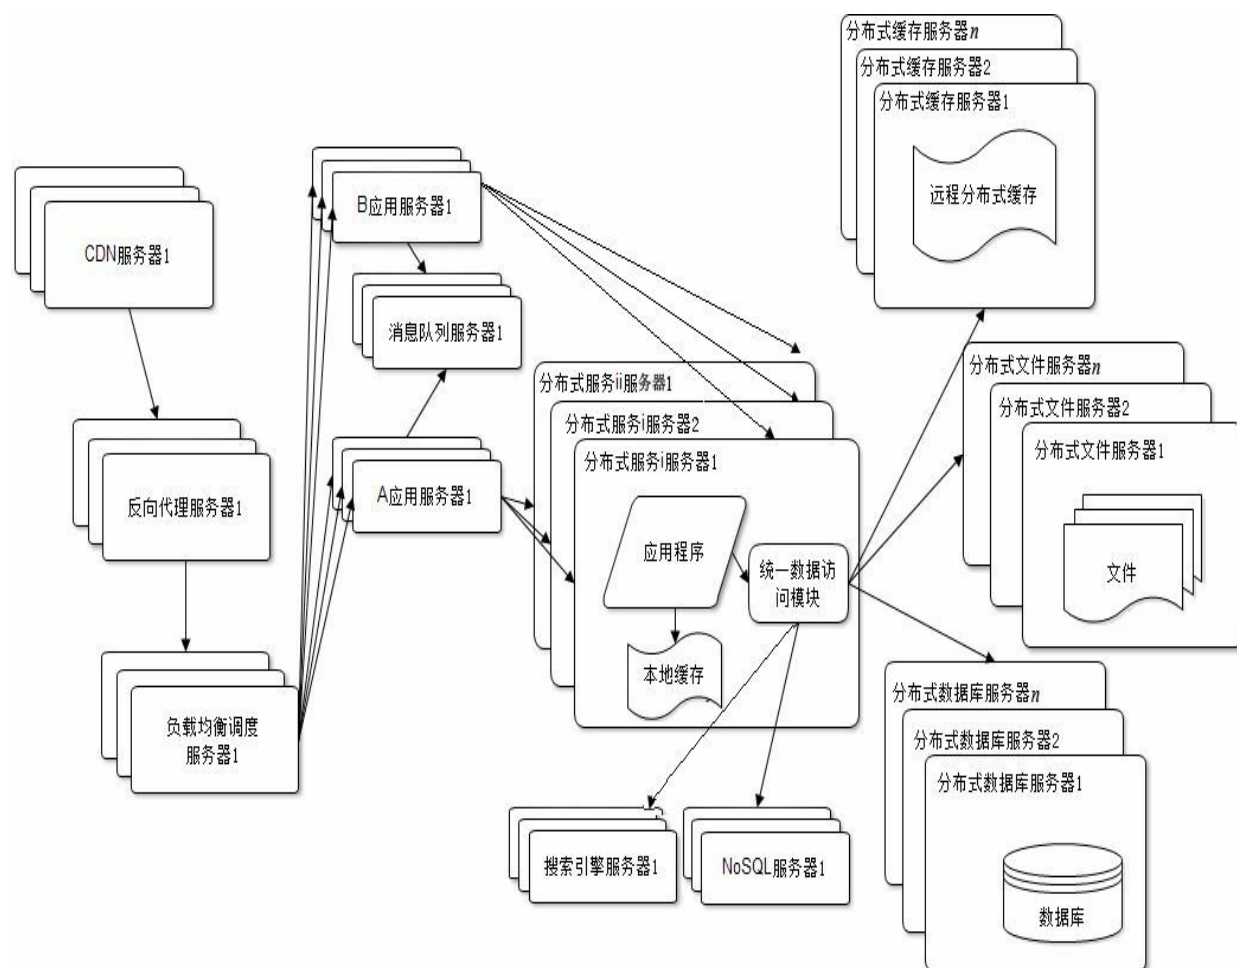 分布式缓存服务器n
分布式缓存服务器2
分布式缓存服务器1
远程分布式缓存
B应用服务器1
CDN服务器1
消息队列服务器1
分布式服务ii服务器1
分布式服务i服务器2
分布式服务i服务器1
分布式文件服务器n
分布式文件服务器2
分布式文件服务器1
A应用服务器1
反向代理服务器1
应用程序
统一数据访
问模块
文件
本地缓存
负载均衡调度
服务器1
分布式数据库服务器n
分布式数据库服务器2
分布式数据库服务器1
搜索引擎服务器1
NoSQL服务器1
数据库